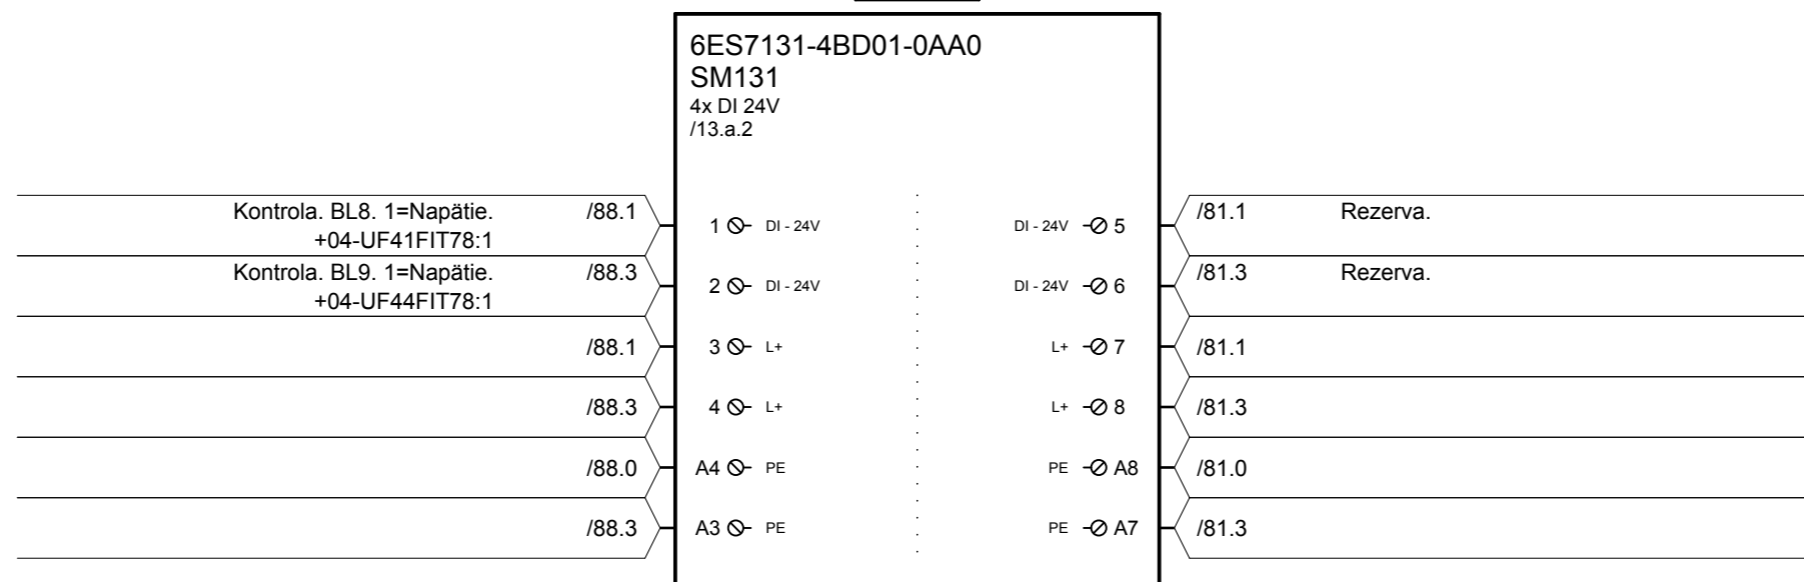 6ES7131-4BD01-0AA0
SM131
4x DI 24V
/13.a.2
Kontrola. BL8. 1=Napätie. /88.1 1 DI - 24V DI - 24V 5 /81.1 Rezerva.
+04-UF41FIT78:1
Kontrola. BL9. 1=Napätie. /88.3 2 DI - 24V DI - 24V 6 /81.3 Rezerva.
+04-UF44FIT78:1
/88.1 3 L+ L+ 7 /81.1
/88.3 4 L+ L+ 8 /81.3
/88.0 A4 PE PE A8 /81.0
/88.3 A3 PE PE A7 /81.3